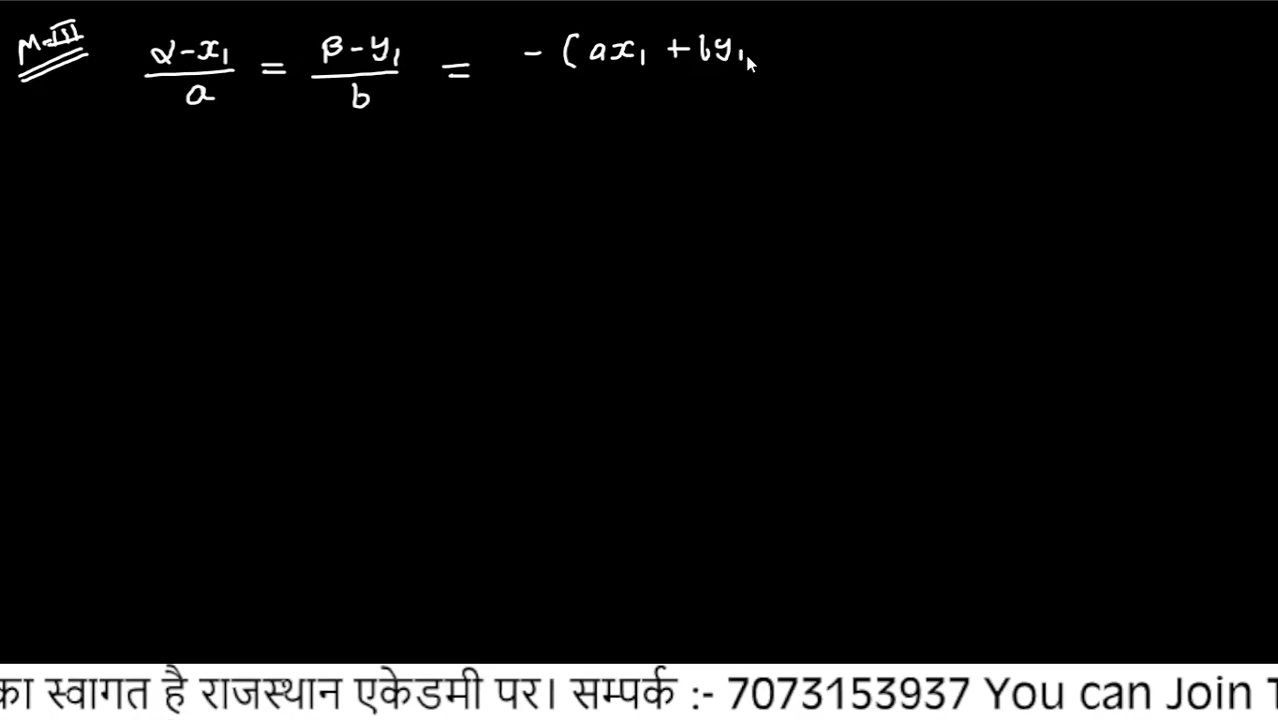 M-III α-x₁/a = β-y₁/b = -(ax₁ + by₁
का स्वागत है राजस्थान एकेडमी पर। सम्पर्क :- 7073153937 You can Join T